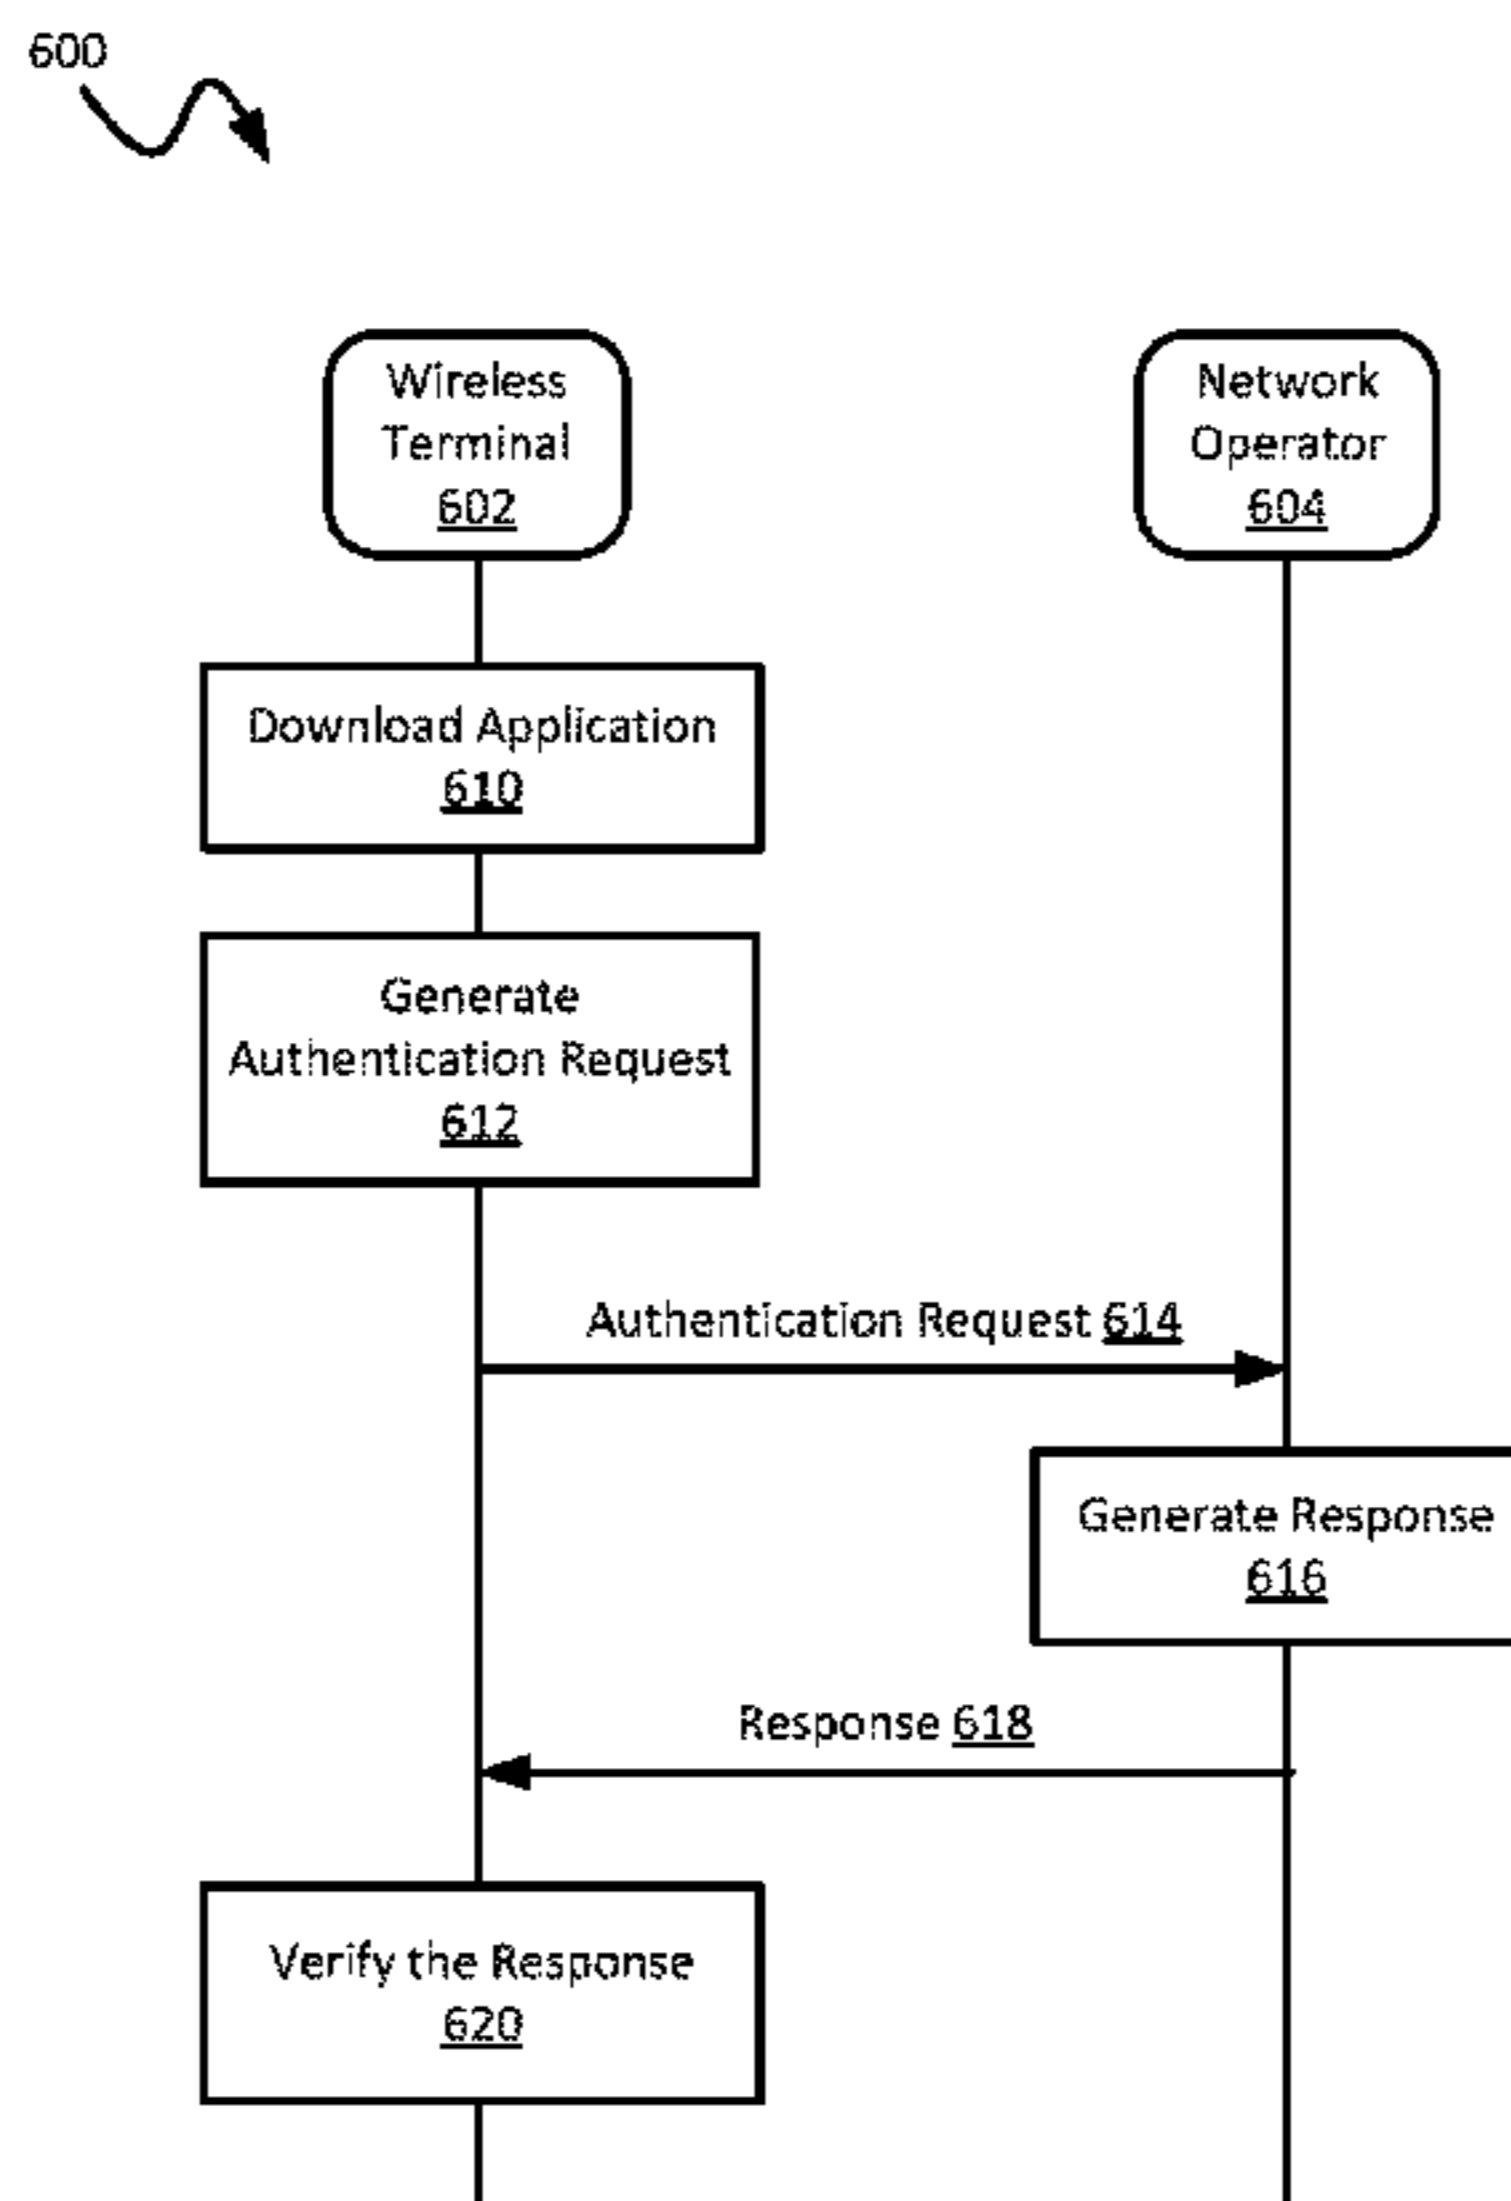 600
Wireless
Terminal
602
Network
Operator
604
Download Application
610
Generate
Authentication Request
612
Authentication Request 614
Generate Response
616
Response 618
Verify the Response
620